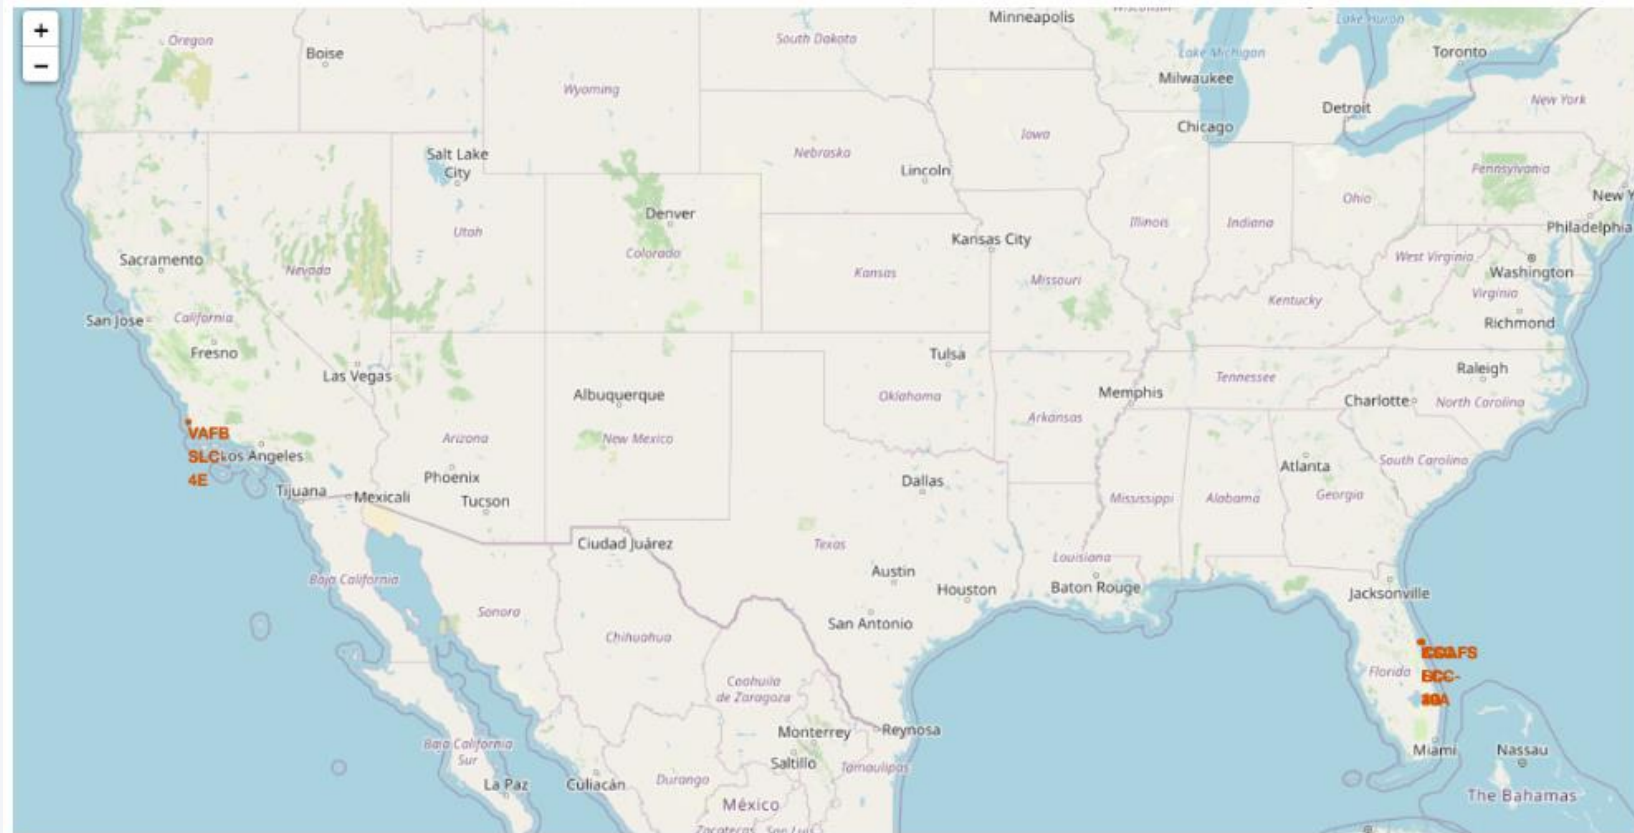 +
−
Oregon
Boise
South Dakota
Minneapolis
Wisconsin
Lake Huron
Toronto
Lake Michigan
Milwaukee
Wyoming
Detroit
New York
Chicago
Iowa
Salt Lake
City
Nebraska
Lincoln
Pennsylvania
Ohio
New Y
Denver
Illinois
Indiana
Philadelphia
Utah
Kansas City
Sacramento
Colorado
West Virginia
Nevada
Kansas
Missouri
Washington
Virginia
Kentucky
San Jose
California
Richmond
Fresno
Tulsa
Las Vegas
Raleigh
Tennessee
Albuquerque
Oklahoma
Memphis
Charlotte
North Carolina
Arkansas
VAFB
SLC
4E
Los Angeles
Arizona
New Mexico
Atlanta
South Carolina
Phoenix
Dallas
Tijuana
Mexicali
Tucson
Mississippi
Alabama
Georgia
Ciudad Juárez
Texas
Louisiana
Austin
Baja California
Houston
Baton Rouge
Jacksonville
Sonora
San Antonio
Chihuahua
Florida
Coahuila
de Zaragoza
Monterrey
Reynosa
Baja California
Sur
Miami
Nassau
Saltillo
Tamaulipas
La Paz
Culiacán
Durango
The Bahamas
México
Zacatecas
San Luis